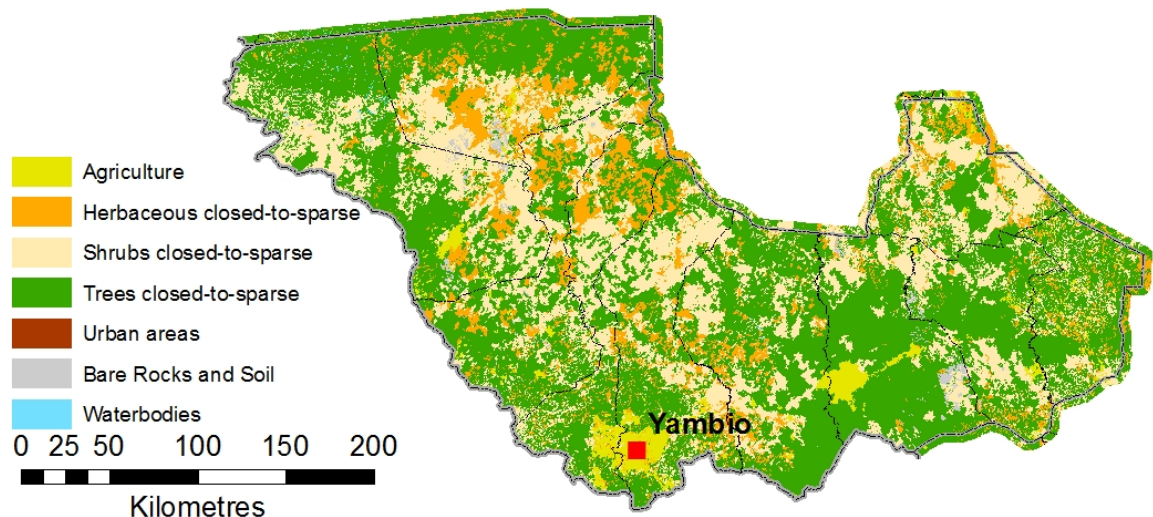 Agriculture
Herbaceous closed-to-sparse
Shrubs closed-to-sparse
Trees closed-to-sparse
Urban areas
Bare Rocks and Soil
Waterbodies
0 25 50 100 150 200
Kilometres
Yambio